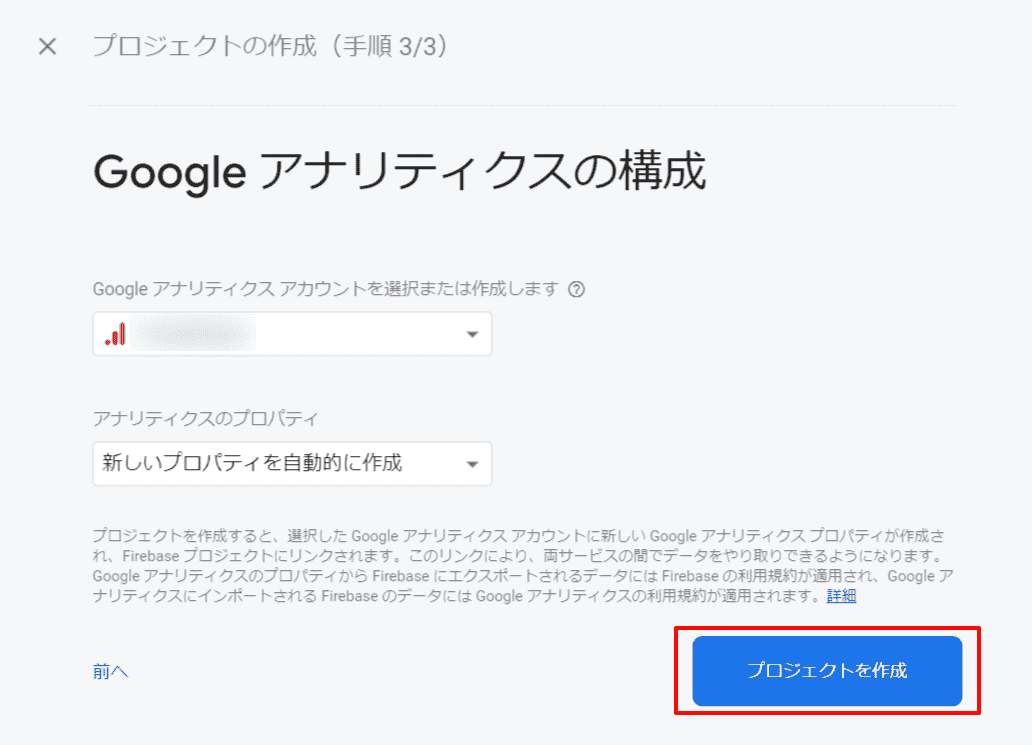 プロジェクトの作成（手順 3/3）
Google アナリティクスの構成
Google アナリティクス アカウントを選択または作成します
アナリティクスのプロパティ
新しいプロパティを自動的に作成
プロジェクトを作成すると、選択した Google アナリティクス アカウントに新しい Google アナリティクス プロパティが作成さ
れ、Firebase プロジェクトにリンクされます。このリンクにより、両サービスの間でデータをやり取りできるようになります。
Google アナリティクスのプロパティから Firebase にエクスポートされるデータには Firebase の利用規約が適用され、Google ア
ナリティクスにインポートされる Firebase のデータには Google アナリティクスの利用規約が適用されます。詳細
前へ
プロジェクトを作成